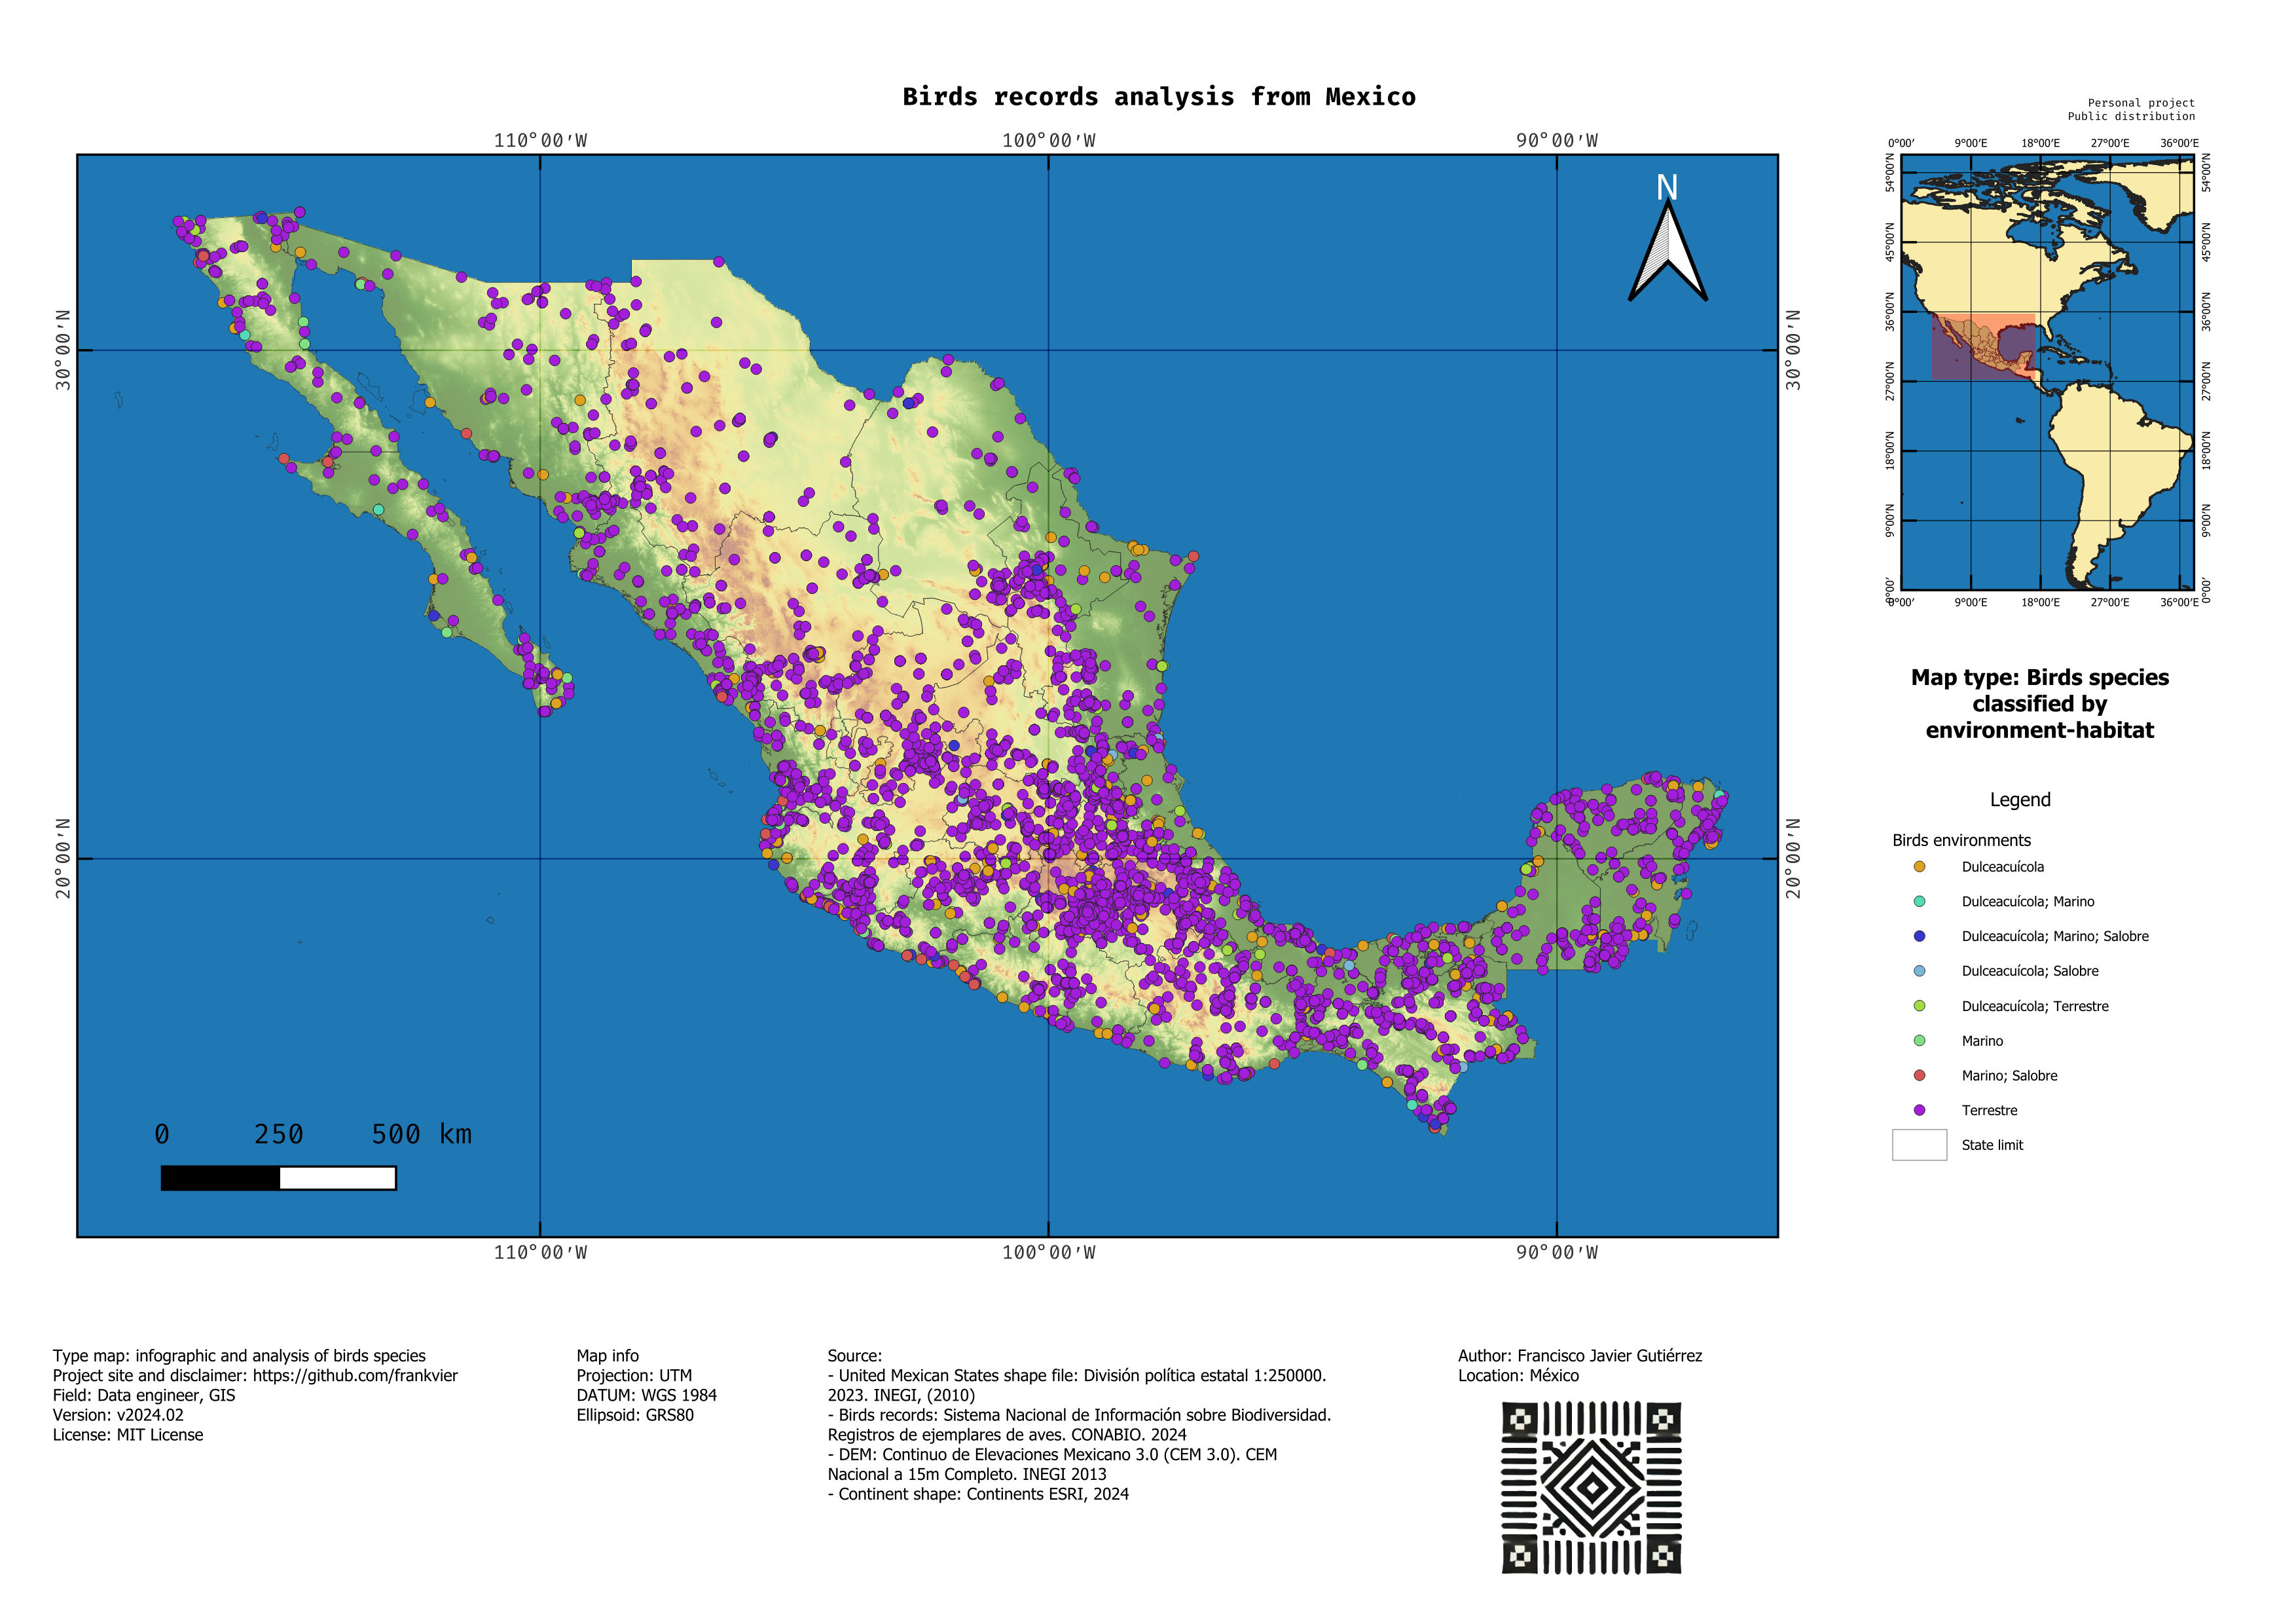 Birds records analysis from Mexico
Personal project
Public distribution
110°00'W 100°00'W 90°00'W
30°00'N 30°00'N
20°00'N 20°00'N
N
0 250 500 km
110°00'W 100°00'W 90°00'W
0°00' 9°00'E 18°00'E 27°00'E 36°00'E
54°00'N 54°00'N
45°00'N 45°00'N
36°00'N 36°00'N
27°00'N 27°00'N
18°00'N 18°00'N
9°00'N 9°00'N
0°00' 0°00'
0°00' 9°00'E 18°00'E 27°00'E 36°00'E
Map type: Birds species
classified by
environment-habitat
Legend
Birds environments
Dulceacuícola
Dulceacuícola; Marino
Dulceacuícola; Marino; Salobre
Dulceacuícola; Salobre
Dulceacuícola; Terrestre
Marino
Marino; Salobre
Terrestre
State limit
Type map: infographic and analysis of birds species
Project site and disclaimer: https://github.com/frankvier
Field: Data engineer, GIS
Version: v2024.02
License: MIT License
Map info
Projection: UTM
DATUM: WGS 1984
Ellipsoid: GRS80
Source:
- United Mexican States shape file: División política estatal 1:250000.
2023. INEGI, (2010)
- Birds records: Sistema Nacional de Información sobre Biodiversidad.
Registros de ejemplares de aves. CONABIO. 2024
- DEM: Continuo de Elevaciones Mexicano 3.0 (CEM 3.0). CEM
Nacional a 15m Completo. INEGI 2013
- Continent shape: Continents ESRI, 2024
Author: Francisco Javier Gutiérrez
Location: México